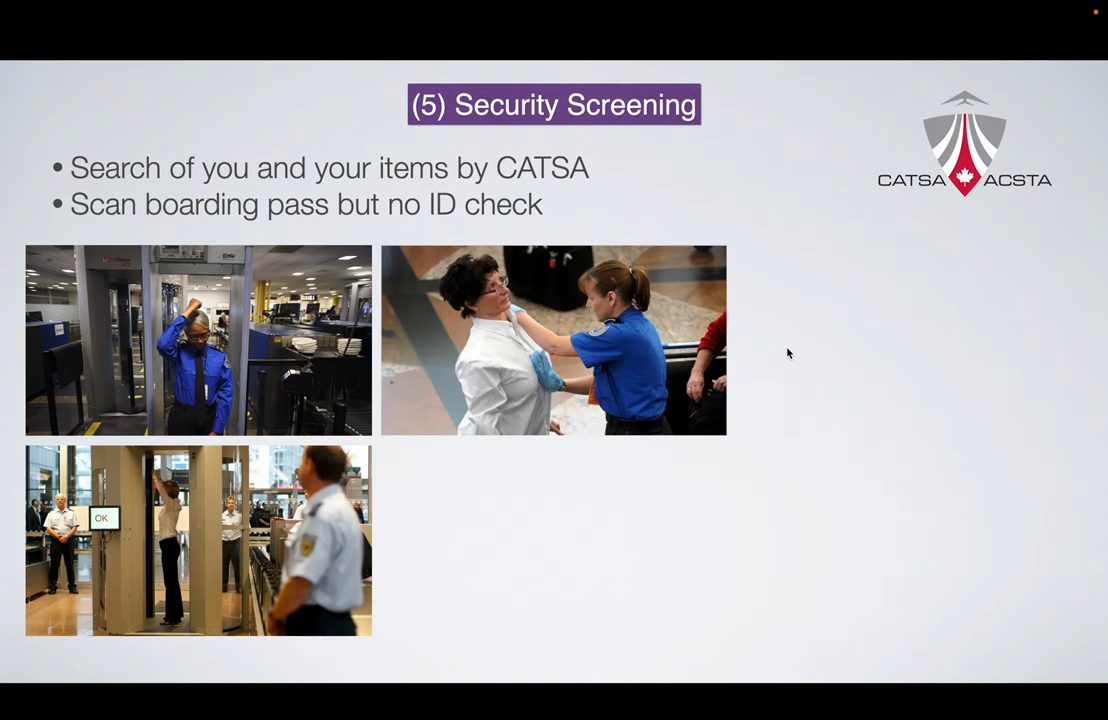 (5) Security Screening
• Search of you and your items by CATSA
• Scan boarding pass but no ID check
CATSA ACSTA
OK